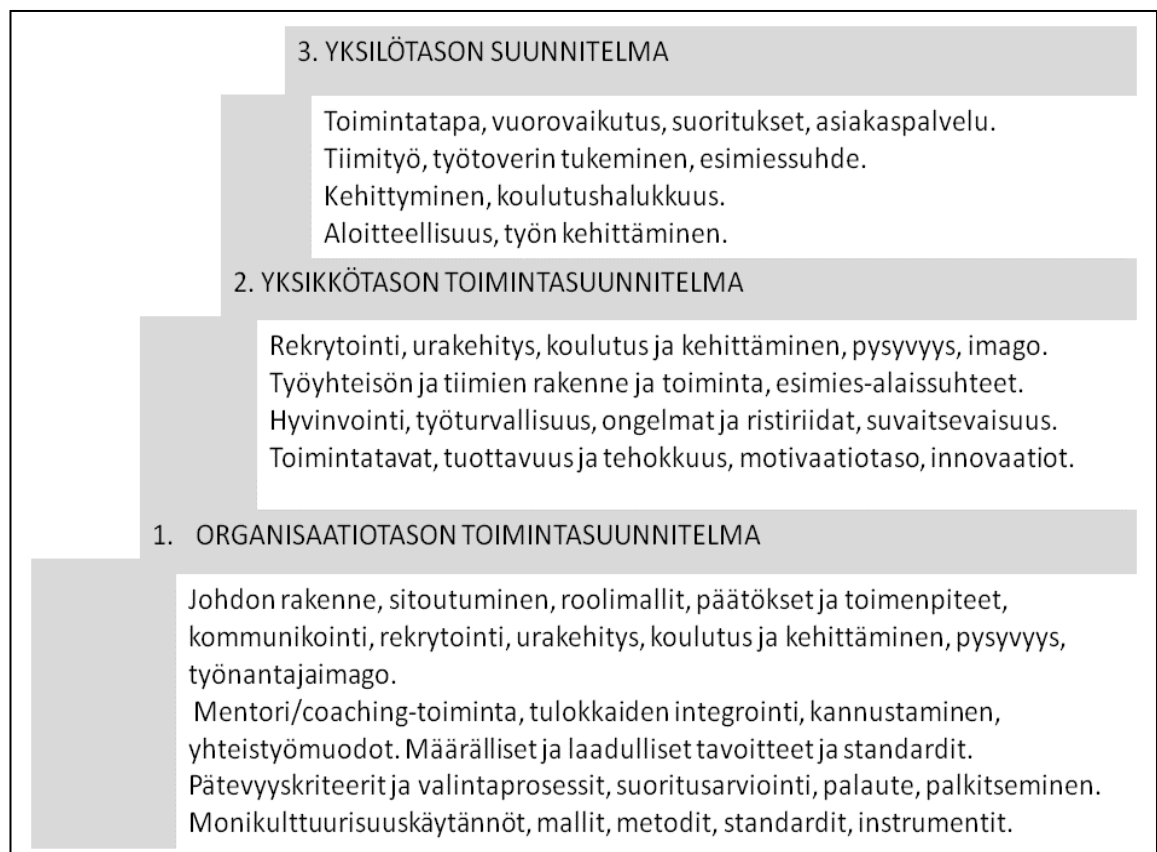 3. YKSILÖTASON SUUNNITELMA
Toimintatapa, vuorovaikutus, suoritukset, asiakaspalvelu.
Tiimityö, työtoverin tukeminen, esimiessuhde.
Kehittyminen, koulutushalukkuus.
Aloitteellisuus, työn kehittäminen.
2. YKSIKKÖTASON TOIMINTASUUNNITELMA
Rekrytointi, urakehitys, koulutus ja kehittäminen, pysyvyys, imago.
Työyhteisön ja tiimien rakenne ja toiminta, esimies-alaissuhteet.
Hyvinvointi, työturvallisuus, ongelmat ja ristiriidat, suvaitsevaisuus.
Toimintatavat, tuottavuus ja tehokkuus, motivaatiotaso, innovaatiot.
1. ORGANISAATIOTASON TOIMINTASUUNNITELMA
Johdon rakenne, sitoutuminen, roolimallit, päätökset ja toimenpiteet,
kommunikointi, rekrytointi, urakehitys, koulutus ja kehittäminen, pysyvyys,
työnantajaimago.
Mentori/coaching-toiminta, tulokkaiden integrointi, kannustaminen,
yhteistyömuodot. Määrälliset ja laadulliset tavoitteet ja standardit.
Pätevyyskriteerit ja valintaprosessit, suoritusarviointi, palaute, palkitseminen.
Monikulttuurisuuskäytännöt, mallit, metodit, standardit, instrumentit.